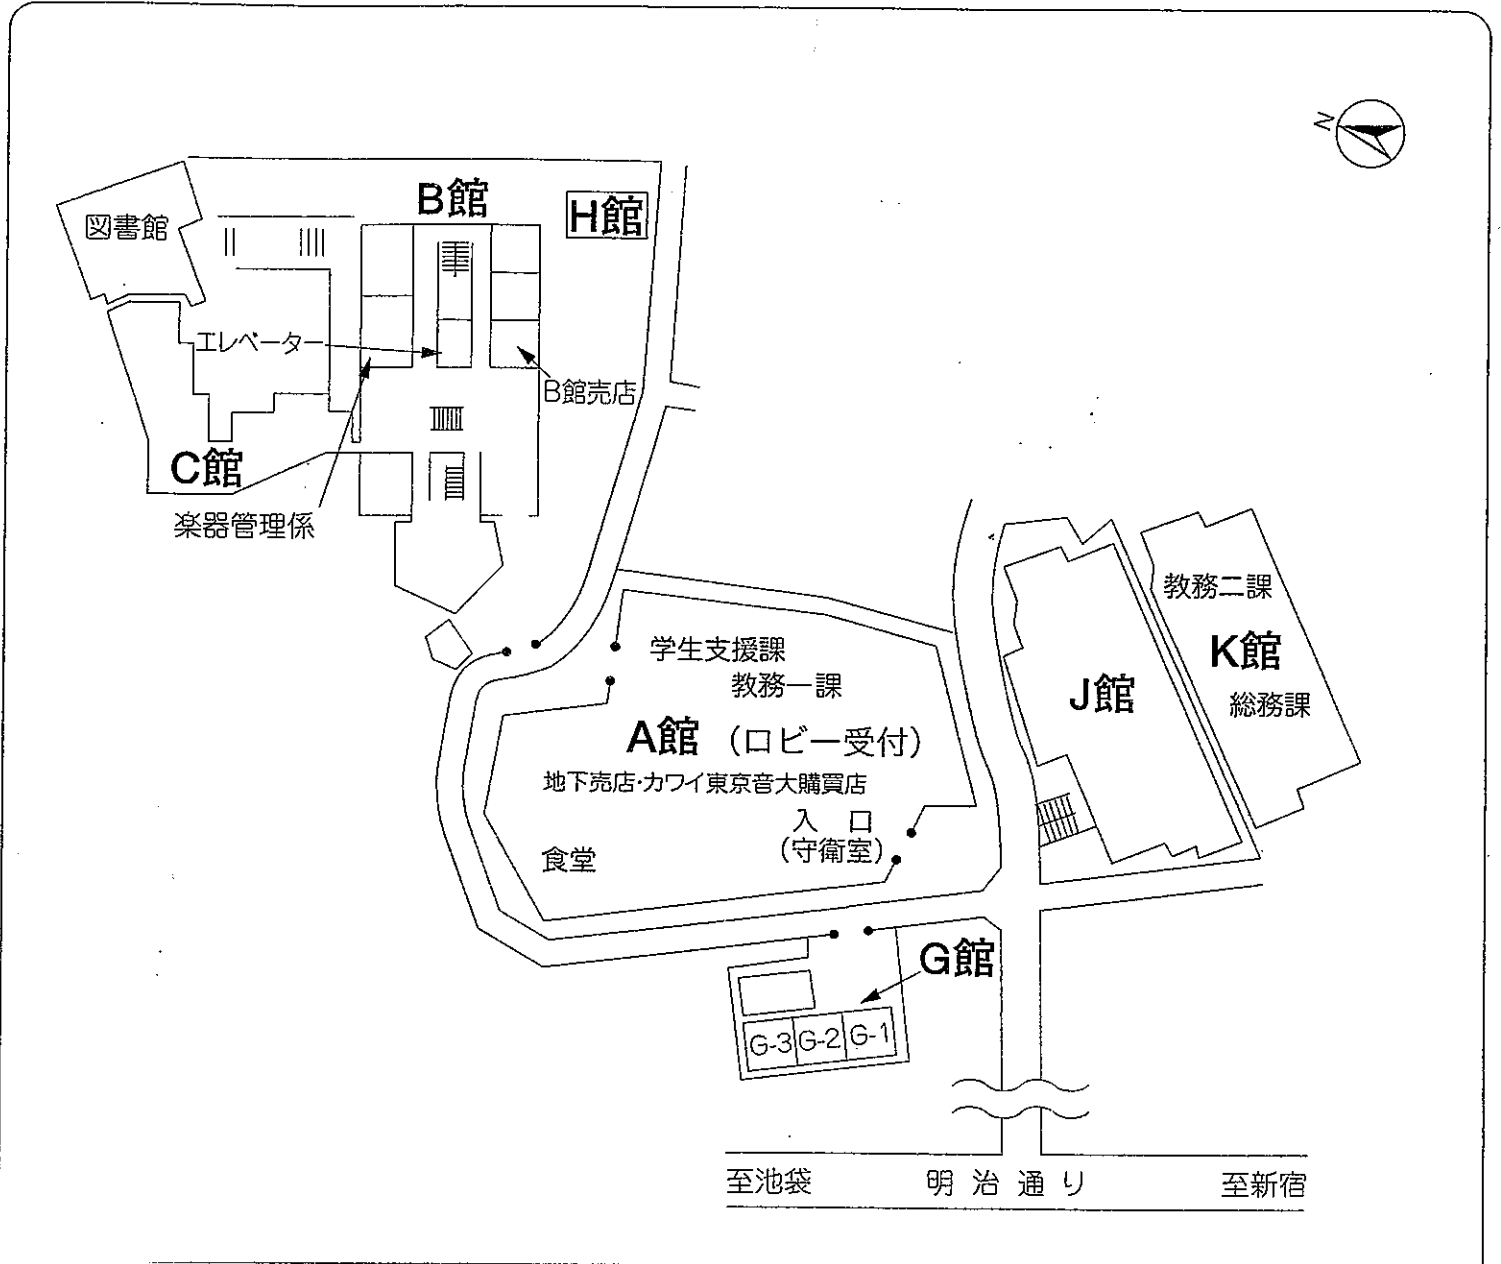 N
B館
H館
図書館
エレベーター
B館売店
C館
楽器管理係
教務二課
K館
総務課
J館
学生支援課
教務一課
A館 (ロビー受付)
地下売店・カワイ東京音大購買店
入 口
(守衛室)
食堂
G館
G-3 G-2 G-1
至池袋 明治通り 至新宿